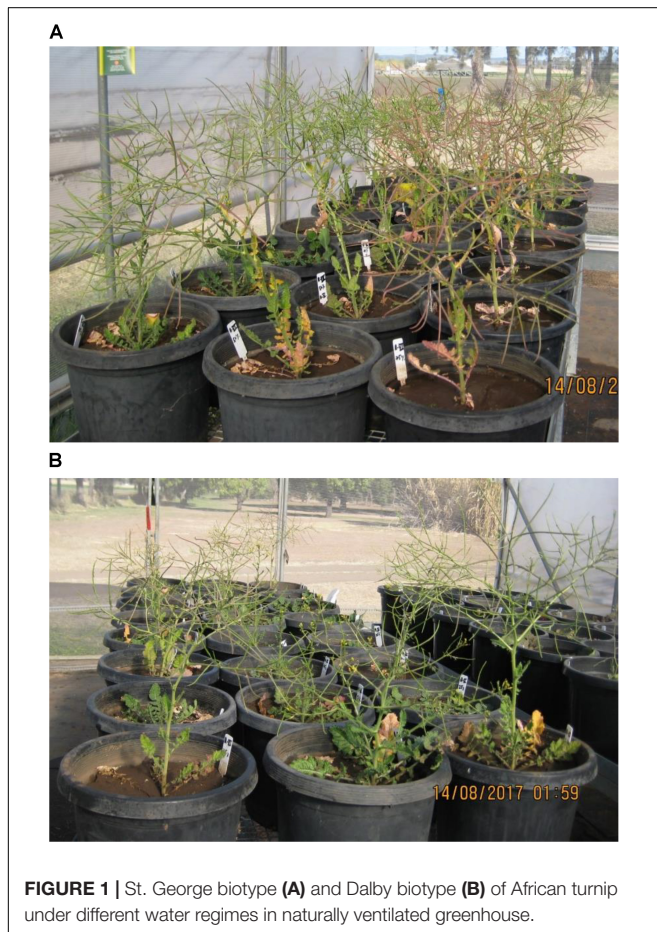 A
14/08/2
B
14/08/2017 01:59
FIGURE 1 | St. George biotype (A) and Dalby biotype (B) of African turnip
under different water regimes in naturally ventilated greenhouse.